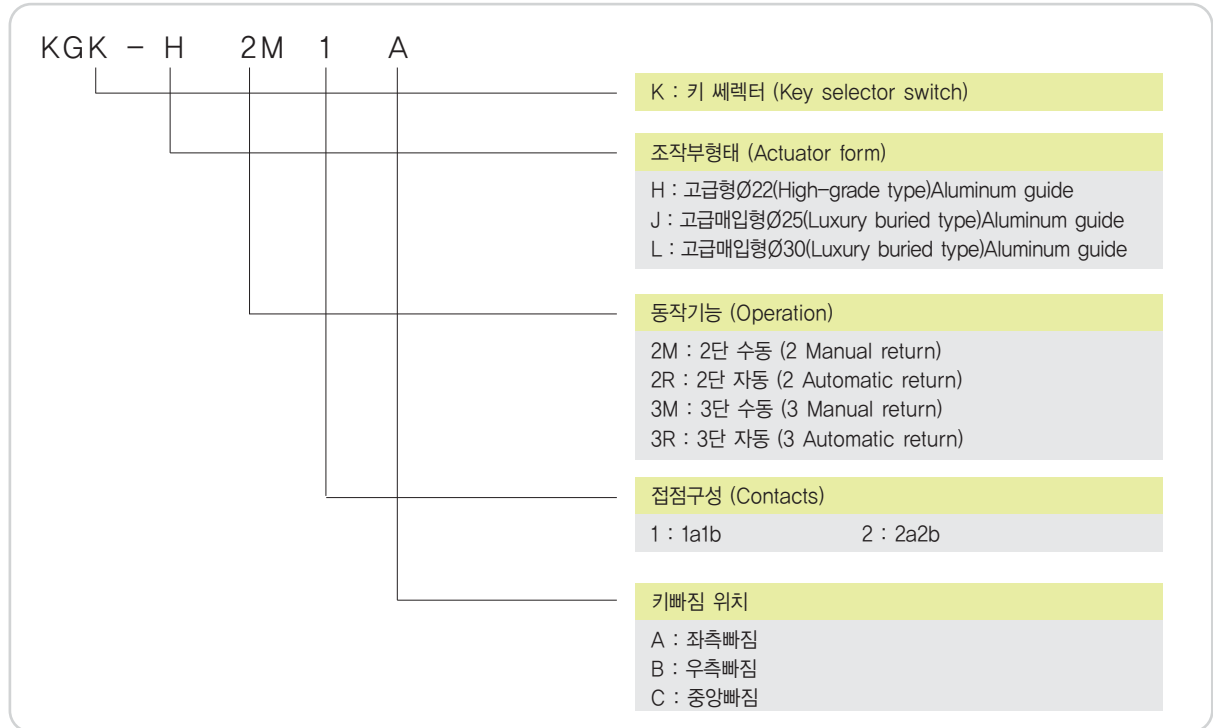 KGK - H 2M 1 A
K : 키 쎄렉터 (Key selector switch)
조작부형태 (Actuator form)
H : 고급형Ø22(High-grade type)Aluminum guide
J : 고급매입형Ø25(Luxury buried type)Aluminum guide
L : 고급매입형Ø30(Luxury buried type)Aluminum guide
동작기능 (Operation)
2M : 2단 수동 (2 Manual return)
2R : 2단 자동 (2 Automatic return)
3M : 3단 수동 (3 Manual return)
3R : 3단 자동 (3 Automatic return)
접점구성 (Contacts)
1 : 1a1b 2 : 2a2b
키빠짐 위치
A : 좌측빠짐
B : 우측빠짐
C : 중앙빠짐